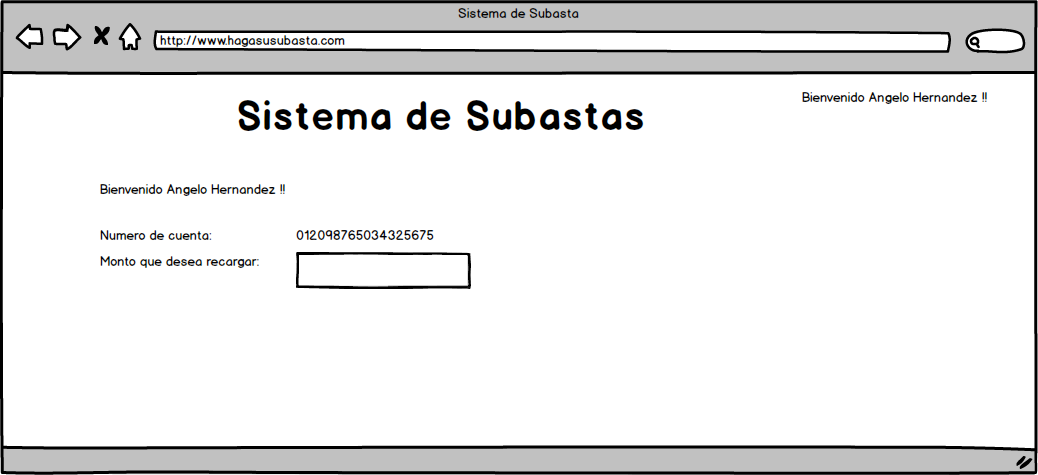 Sistema de Subasta
http://www.hagasusubasta.com
Bienvenido Angelo Hernandez !!
Sistema de Subastas
Bienvenido Angelo Hernandez !!
Numero de cuenta: 012098765034325675
Monto que desea recargar: